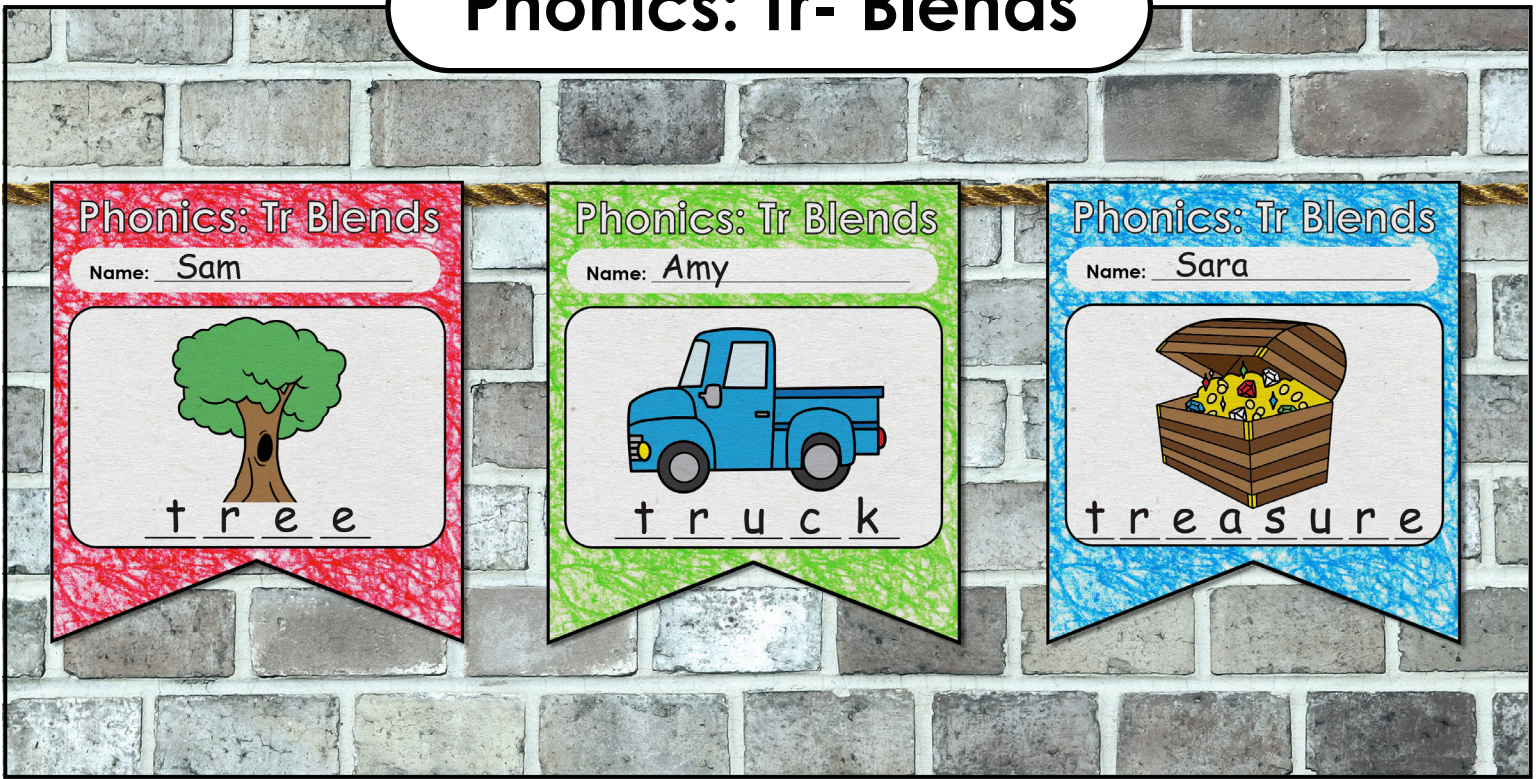 Phonics: Tr- Blends
Phonics: Tr Blends
Name: Sam
t r e e
Phonics: Tr Blends
Name: Amy
t r u c k
Phonics: Tr Blends
Name: Sara
t r e a s u r e